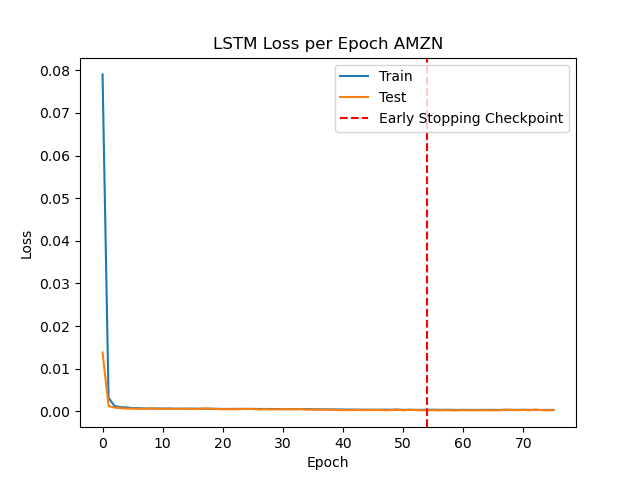 LSTM Loss per Epoch AMZN
Train
Test
Early Stopping Checkpoint
0.08
0.07
0.06
0.05
0.04
0.03
0.02
0.01
0.00
Loss
0 10 20 30 40 50 60 70
Epoch